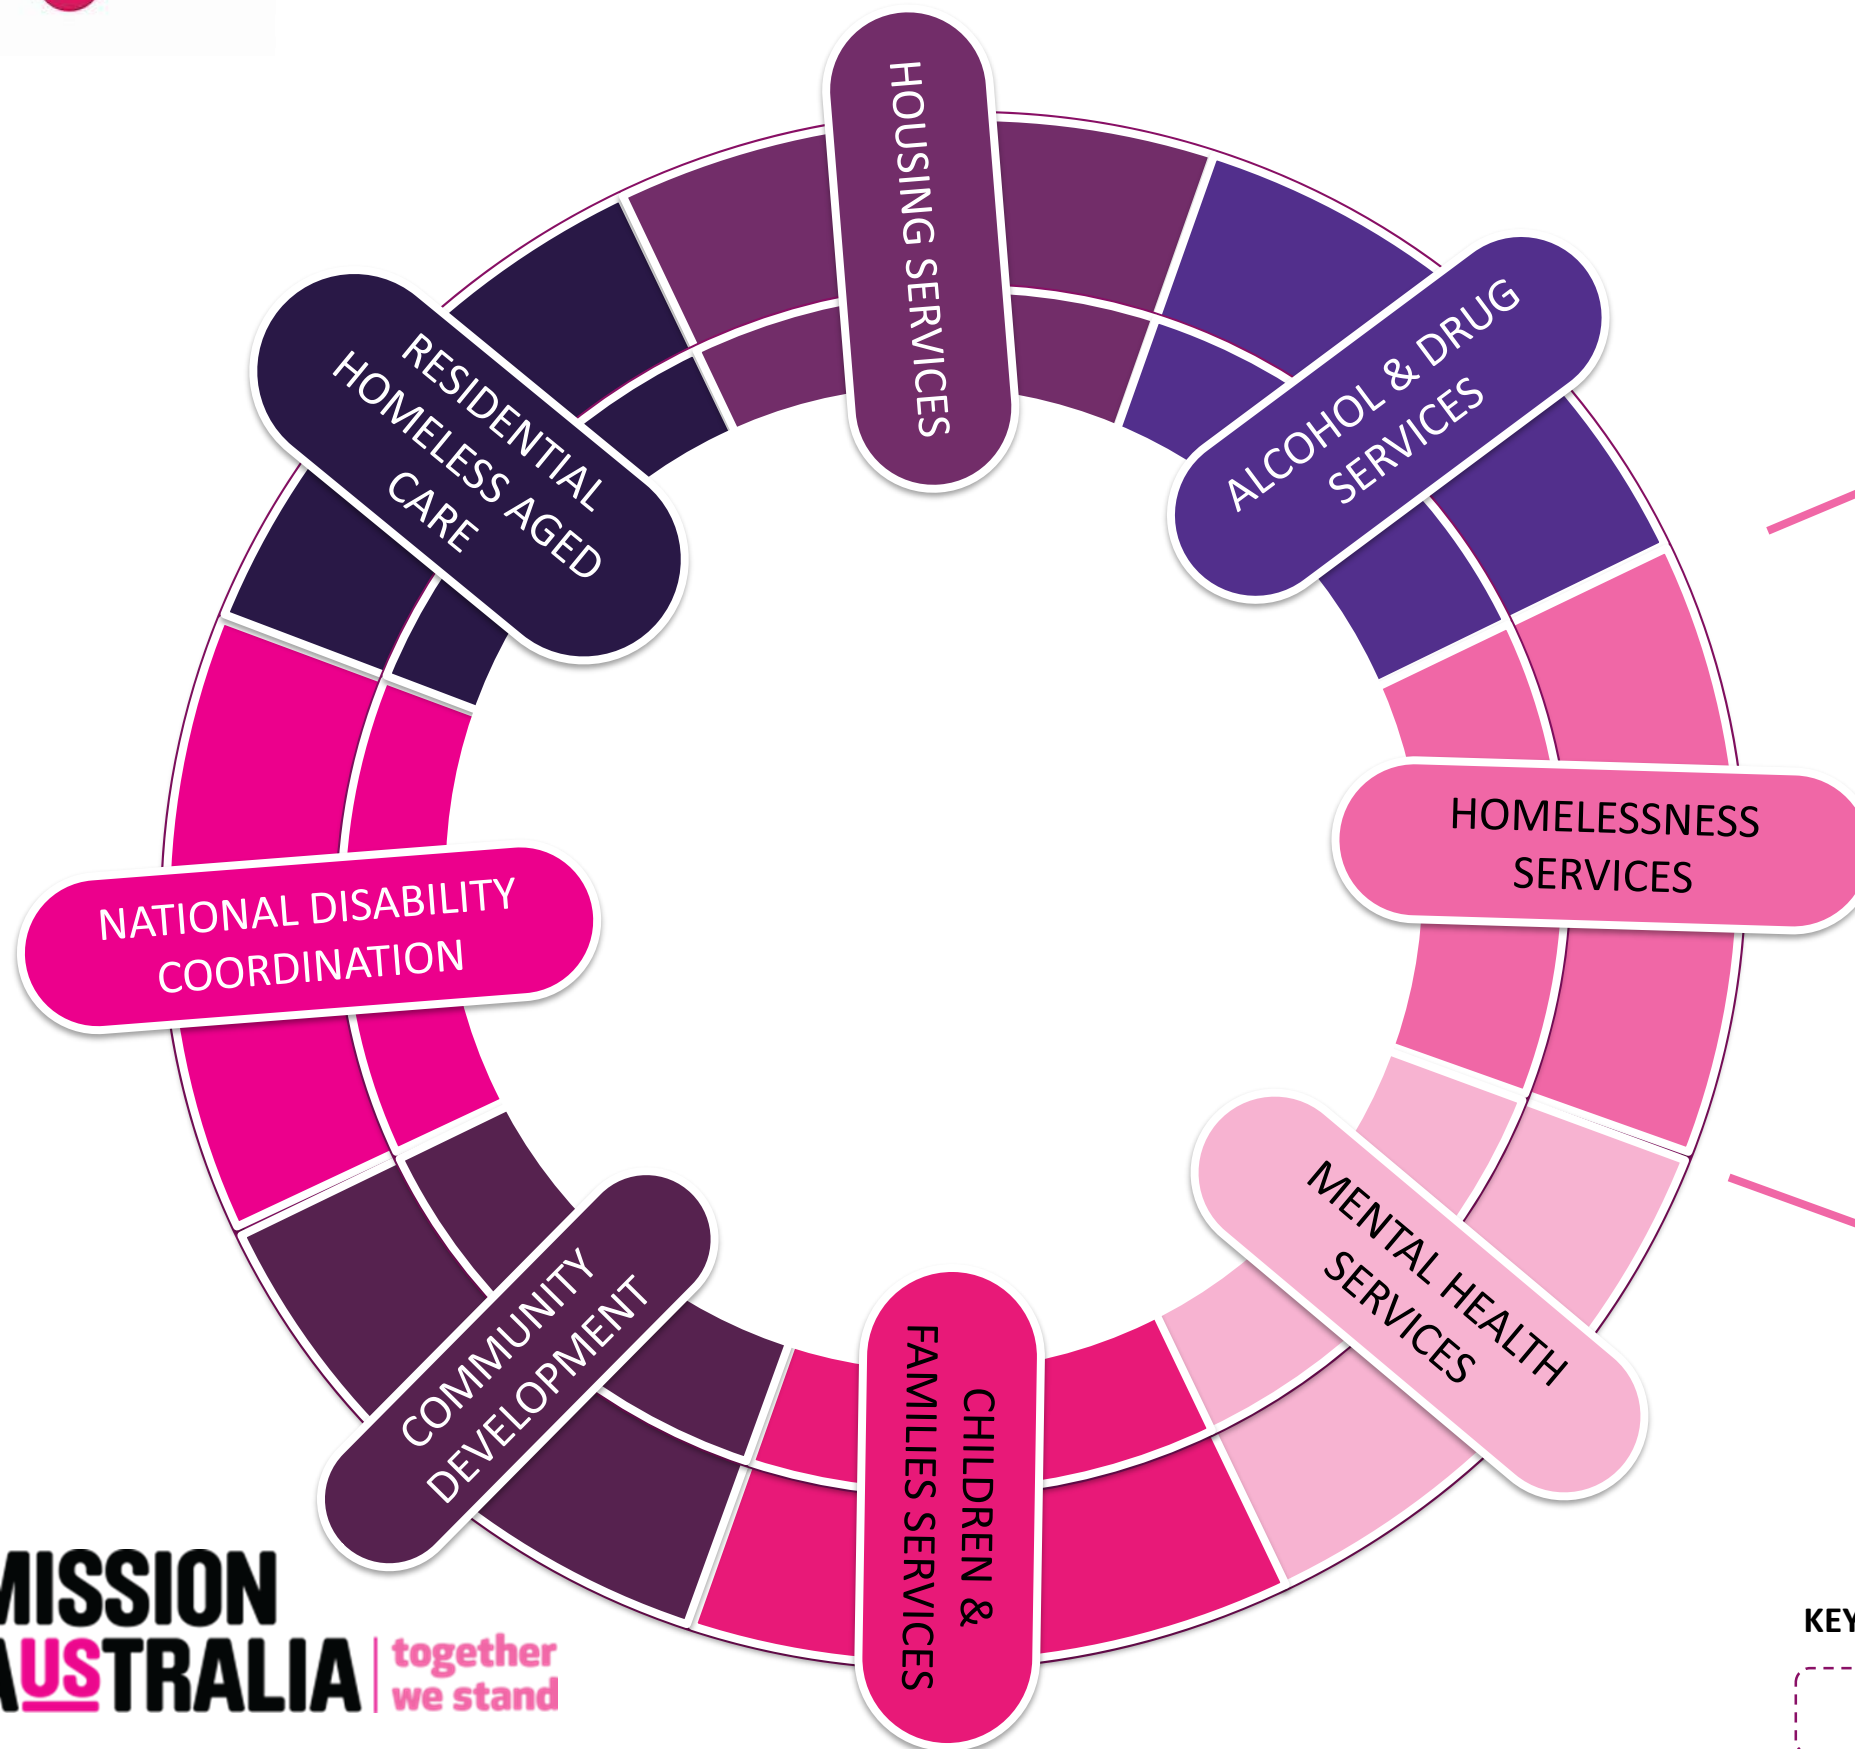 HOUSING SERVICES
ALCOHOL & DRUG
SERVICES
HOMELESSNESS
SERVICES
MENTAL HEALTH
SERVICES
CHILDREN &
FAMILIES SERVICES
COMMUNITY
DEVELOPMENT
NATIONAL DISABILITY
COORDINATION
RESIDENTIAL
HOMELESS AGED
CARE
MISSION
AUSTRALIA
together
we stand
KEY